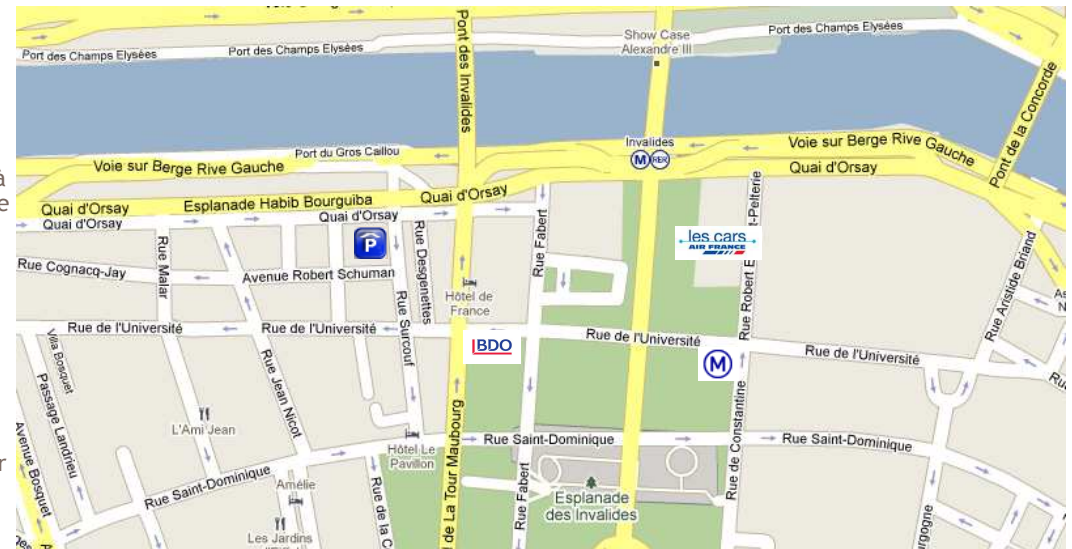 Port des Champs Elysées
Port des Champs Elysées
Port des Invalides
Show Case
Alexandre III
Port des Champs Elysées
Pont de la Concorde
Invalides
M RER
Voie sur Berge Rive Gauche
Port du Gros Caillou
Voie sur Berge Rive Gauche
Quai d'Orsay
à
e
Quai d'Orsay
Esplanade Habib Bourguiba
Quai d'Orsay
Quai d'Orsay
Quai d'Orsay
P
Rue Malar
Rue Cognacq-Jay
Avenue Robert Schuman
Rue Desgenettes
Rue Surcouf
Rue Fabert
les cars
AIR FRANCE
Rue Robert E
t-Pelterie
Rue Aristide Briand
Hôtel de
France
Rue de l'Université
Rue de l'Université
BDO
Rue de l'Université
Rue de l'Université
M
Villa Bosquet
Passage Landrieu
Avenue Bosquet
Rue Jean Nicot
L'Ami Jean
Hôtel Le
Pavillon
de La Tour Maubourg
Rue Saint-Dominique
Rue de Constantine
Rue Saint-Dominique
r
Rue Saint-Dominique
Amélie
Les Jardins
Rue de la C
Rue Fabert
Esplanade
des Invalides
urgogne